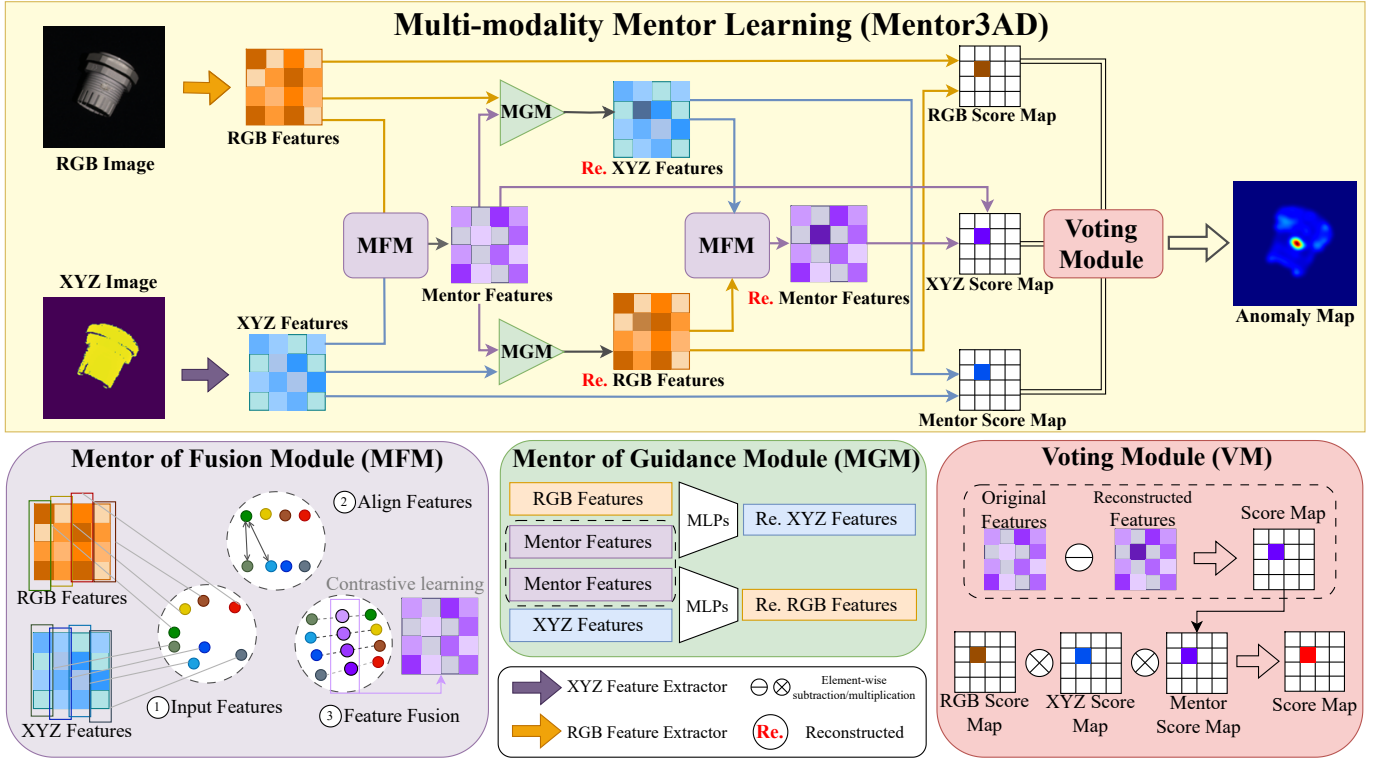 Multi-modality Mentor Learning (Mentor3AD)
RGB Image
RGB Features
MGM
Re. XYZ Features
RGB Score Map
XYZ Image
XYZ Features
MFM
Mentor Features
MFM
Re. Mentor Features
XYZ Score Map
Voting
Module
Anomaly Map
MGM
Re. RGB Features
Mentor Score Map
Mentor of Fusion Module (MFM)
RGB Features
XYZ Features
1 Input Features
2 Align Features
Contrastive learning
3 Feature Fusion
Mentor of Guidance Module (MGM)
RGB Features
Mentor Features
Mentor Features
XYZ Features
MLPs
MLPs
Re. XYZ Features
Re. RGB Features
XYZ Feature Extractor
RGB Feature Extractor
Element-wise
subtraction/multiplication
Re.
Reconstructed
Voting Module (VM)
Original
Features
Reconstructed
Features
Score Map
RGB Score
Map
XYZ Score
Map
Mentor
Score Map
Score Map